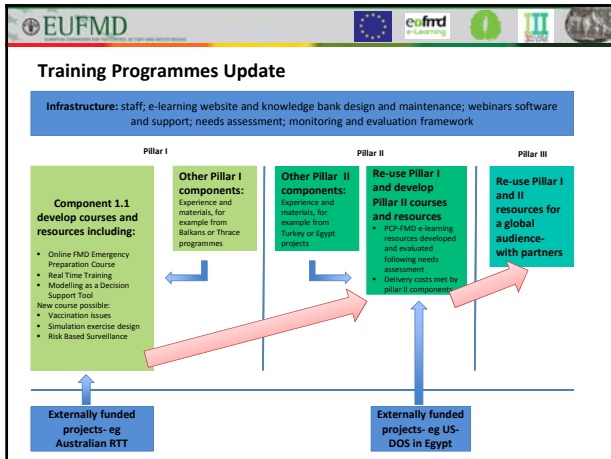 EUFMD
eofmd
e-Learning
Training Programmes Update
Infrastructure: staff; e-learning website and knowledge bank design and maintenance; webinars software
and support; needs assessment; monitoring and evaluation framework
Pillar I
Pillar II
Pillar III
Component 1.1
develop courses and
resources including:
• Online FMD Emergency
Preparation Course
• Real Time Training
• Modelling as a Decision
Support Tool
New course possible:
• Vaccination issues
• Simulation exercise design
• Risk Based Surveillance
Other Pillar I
components:
Experience and
materials, for
example from
Balkans or Thrace
programmes
Other Pillar II
components:
Experience and
materials, for
example from
Turkey or Egypt
projects
Re-use Pillar I
and develop
Pillar II courses
and resources
• PCP-FMD e-learning
resources developed
and evaluated
following needs
assessment
• Delivery costs met by
pillar II components
Re-use Pillar I
and II
resources for
a global
audience-
with partners
Externally funded
projects- eg
Australian RTT
Externally funded
projects- eg US-
DOS in Egypt